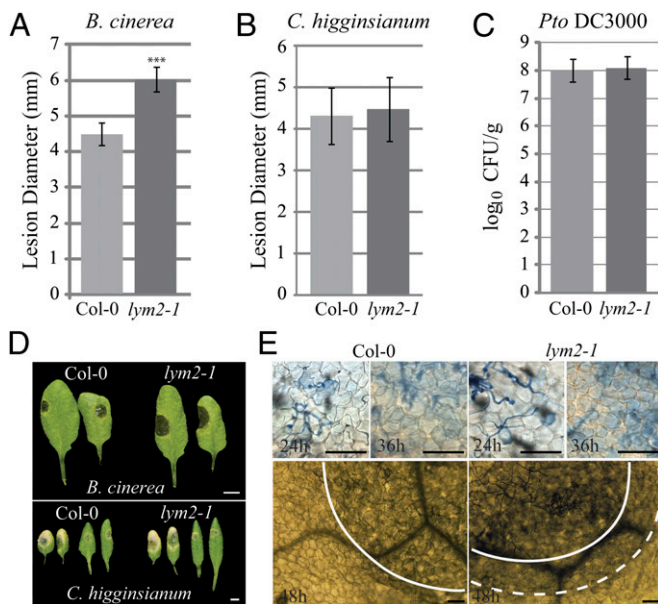 A
B. cinerea
Lesion Diameter (mm)
7
6
5
4
3
2
1
0
***
Col-0 lym2-1
B
C. higginsianum
Lesion Diameter (mm)
6
5
4
3
2
1
0
Col-0 lym2-1
C
Pto DC3000
log10 CFU/g
10
9
8
7
6
5
4
3
2
1
0
Col-0 lym2-1
D
Col-0 lym2-1
B. cinerea
Col-0 lym2-1
C. higginsianum
E
Col-0 lym2-1
24h 36h 24h 36h
48h 48h